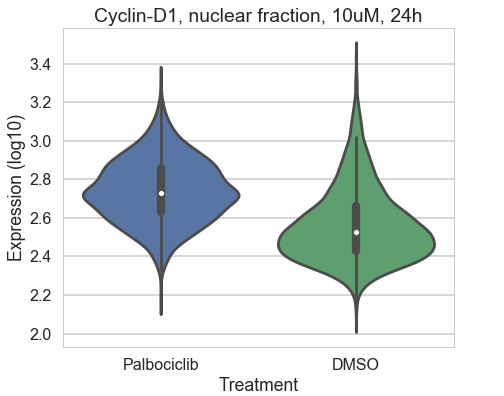 Cyclin-D1, nuclear fraction, 10uM, 24h
3.4
3.2
3.0
2.8
2.6
2.4
2.2
2.0
Expression (log10)
Palbociclib DMSO
Treatment